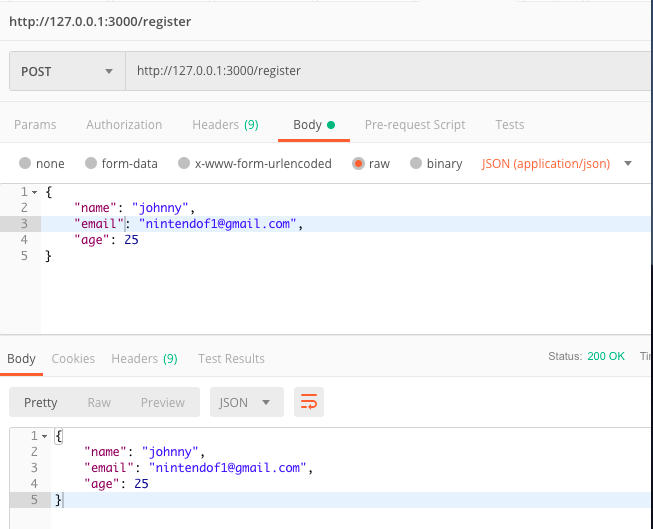 http://127.0.0.1:3000/register
POST http://127.0.0.1:3000/register
Params Authorization Headers (9) Body Pre-request Script Tests
none form-data x-www-form-urlencoded raw binary JSON (application/json)
1 {
2 "name": "johnny",
3 "email": "nintendof1@gmail.com",
4 "age": 25
5 }
Body Cookies Headers (9) Test Results Status: 200 OK
Pretty Raw Preview JSON
1 {
2 "name": "johnny",
3 "email": "nintendof1@gmail.com",
4 "age": 25
5 }